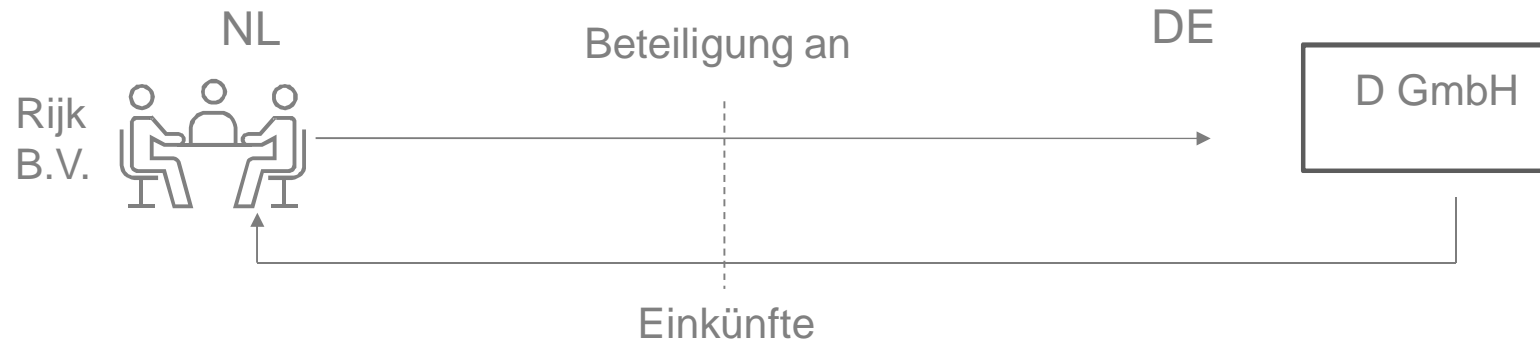 NL
Beteiligung an
DE
D GmbH
Rijk
B.V.
Einkünfte